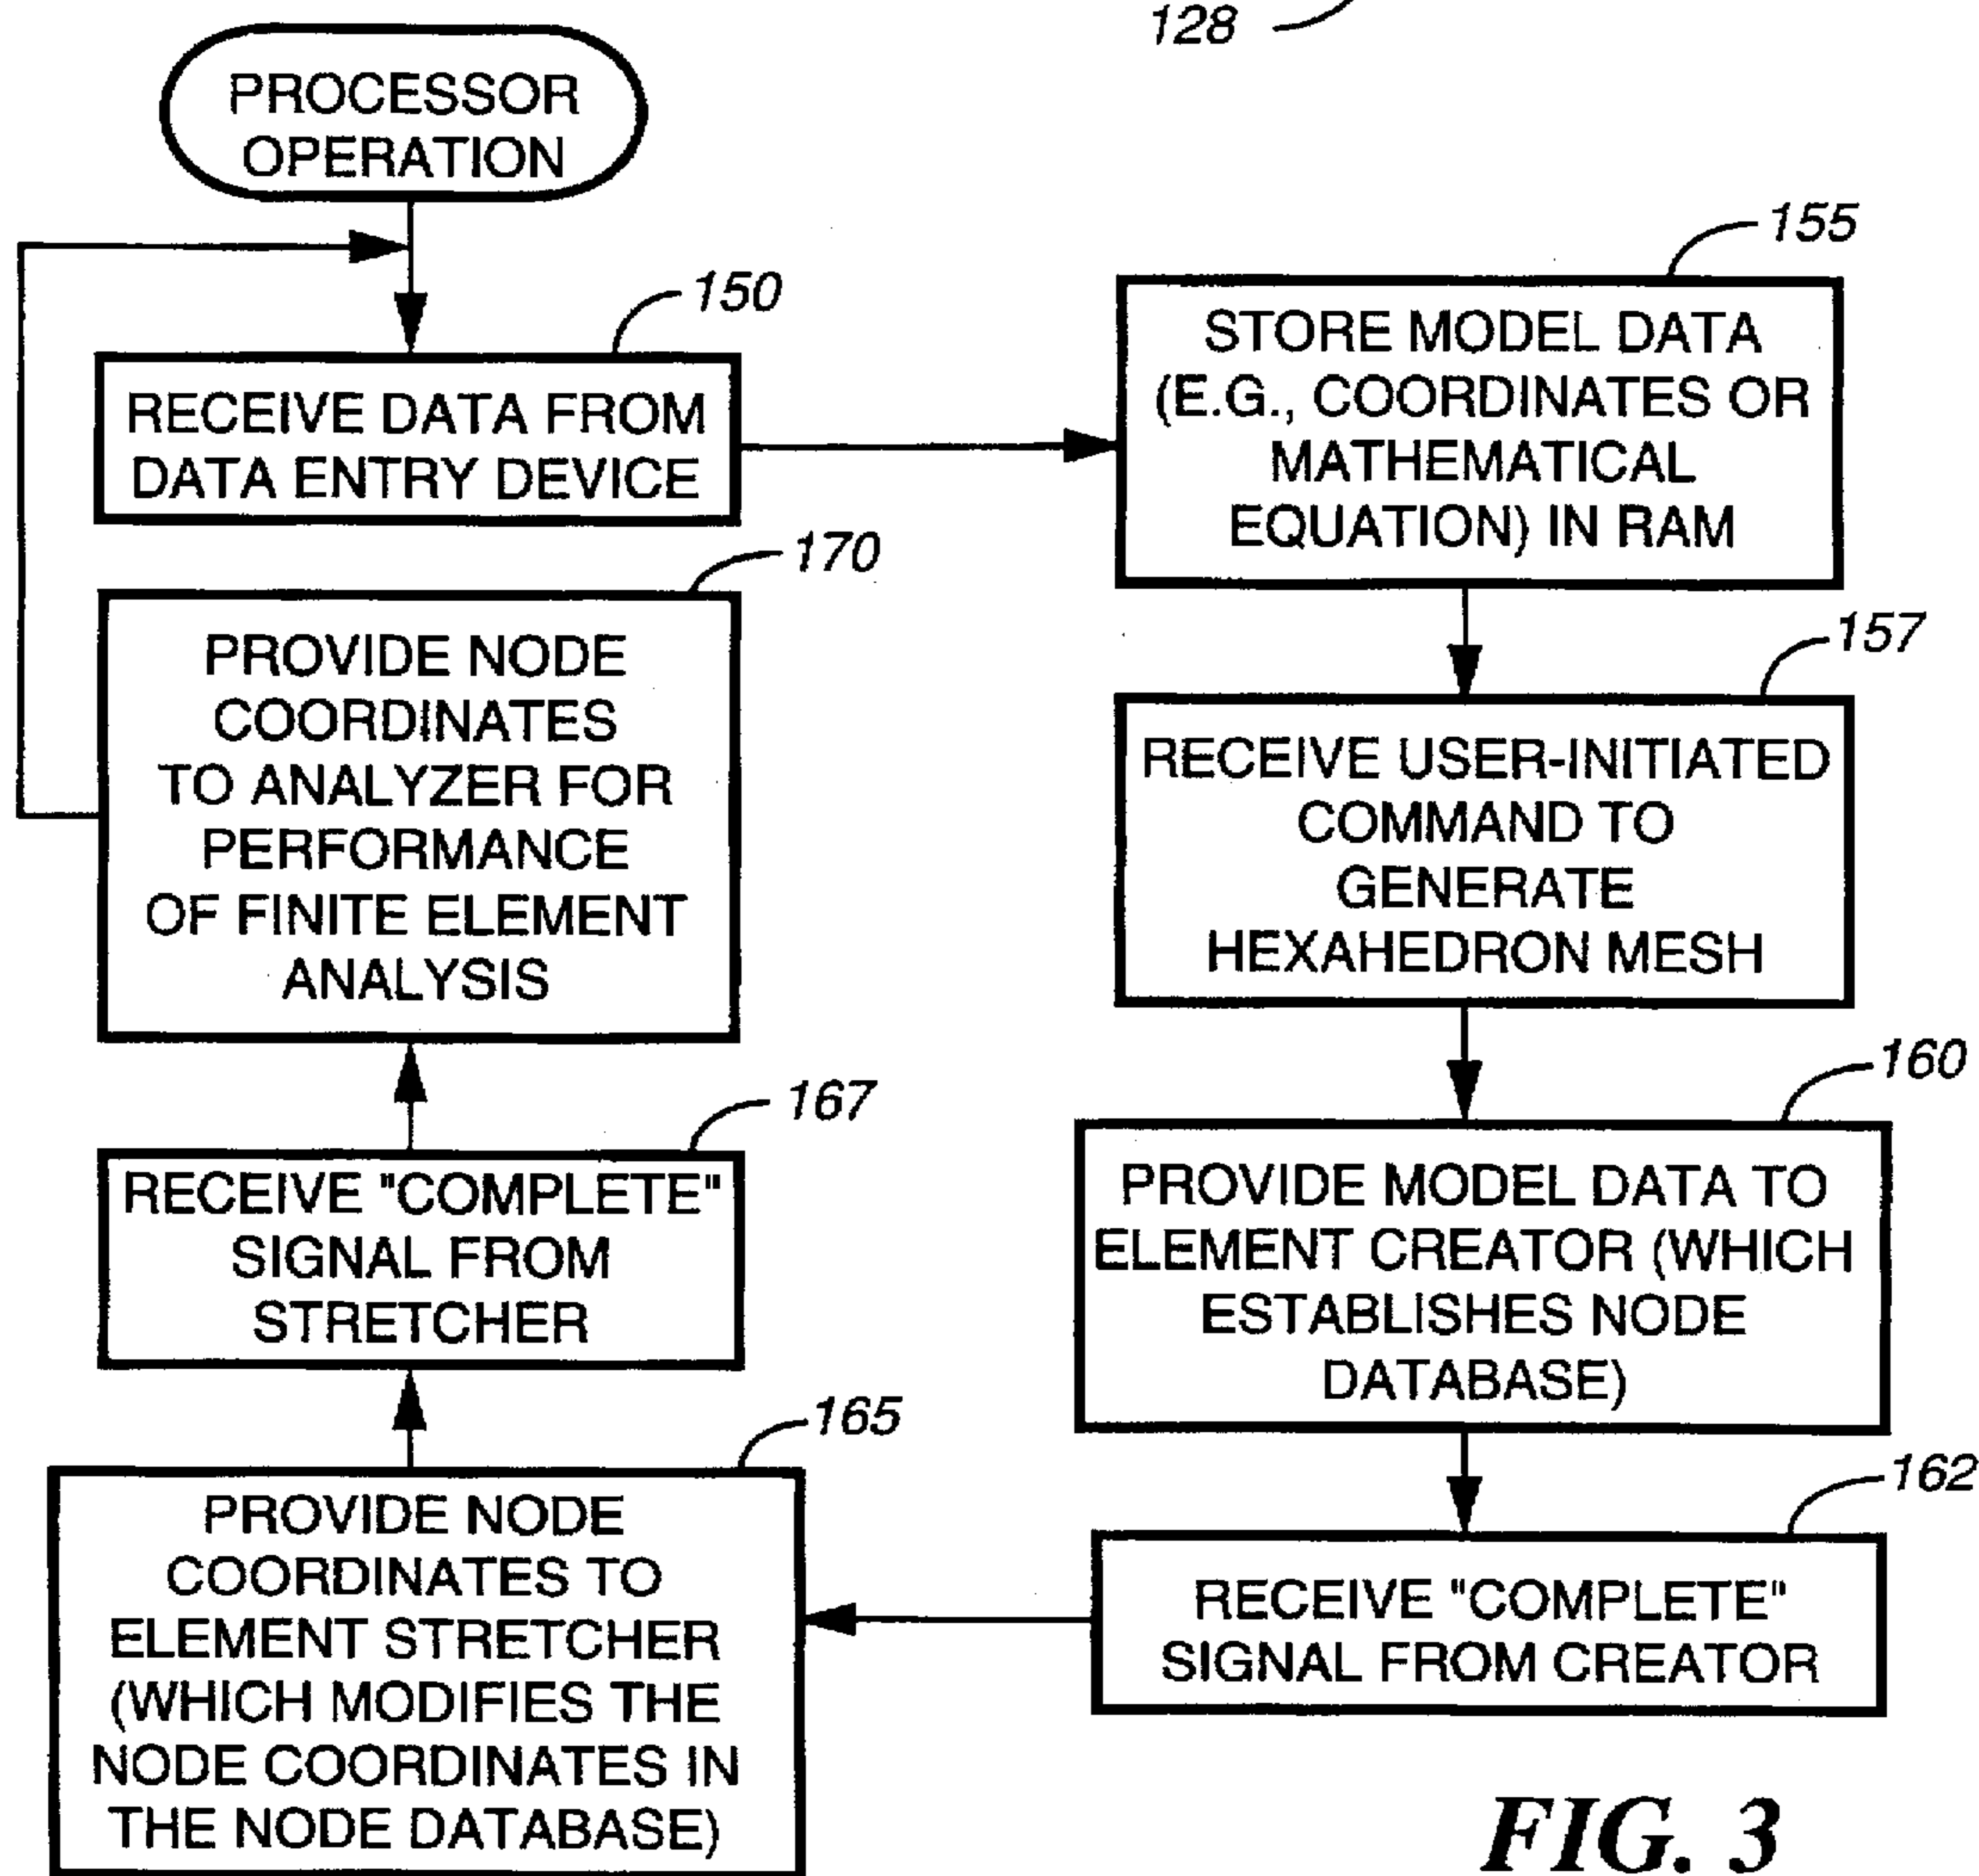 128
PROCESSOR
OPERATION
150
RECEIVE DATA FROM
DATA ENTRY DEVICE
155
STORE MODEL DATA
(E.G., COORDINATES OR
MATHEMATICAL
EQUATION) IN RAM
157
RECEIVE USER-INITIATED
COMMAND TO
GENERATE
HEXAHEDRON MESH
160
PROVIDE MODEL DATA TO
ELEMENT CREATOR (WHICH
ESTABLISHES NODE
DATABASE)
162
RECEIVE "COMPLETE"
SIGNAL FROM CREATOR
165
PROVIDE NODE
COORDINATES TO
ELEMENT STRETCHER
(WHICH MODIFIES THE
NODE COORDINATES IN
THE NODE DATABASE)
167
RECEIVE "COMPLETE"
SIGNAL FROM
STRETCHER
170
PROVIDE NODE
COORDINATES
TO ANALYZER FOR
PERFORMANCE
OF FINITE ELEMENT
ANALYSIS
FIG. 3